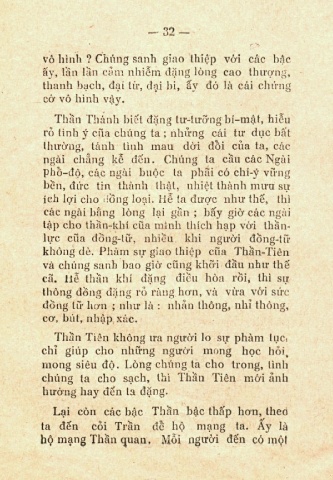 — 32 —
vô hình ? Chúng sanh giao thiệp với các bậc
ấy, lần lần cảm nhiễm đặng lòng cao thượng,
thanh bạch, đại từ, đại bi, ấy đó là cái chứng
cớ vô hình vậy.
Thần Thánh biết đặng tư-tưởng bí-mật, hiểu
rõ tình ý của chúng ta ; những cái tư dục bất
thường, tánh tình mau dời đổi của ta, các
ngài chẳng kể đến. Chúng ta cầu các Ngài
phò-độ, các ngài buộc ta phải có chí-ý vững
bền, đức tin thành thật, nhiệt thành mưu sự
ích lợi cho đồng loại. Hễ ta được như thế, thì
các ngài bằng lòng lại gần ; bấy giờ các ngài
tập cho thần-khí của mình thích hạp với thần-
lực của đồng-tử, nhiều khi người đồng-tử
không dè. Phàm sự giao thiệp của Thần-Tiên
và chúng sanh bao giờ cũng khởi đầu như thế
cả. Hễ thần khí đặng điều hòa rồi, thì sự
thông đồng đặng rõ ràng hơn, và vừa với sức
đồng tử hơn ; như là : nhãn thông, nhĩ thông,
cơ, bút, nhập xác.
Thần Tiên không ưa người lo sự phàm tục,
chỉ giúp cho những người mong học hỏi,
mong siêu độ. Lòng chúng ta cho trong, tình
chúng ta cho sạch, thì Thần Tiên mới ảnh
hưởng hay đến ta đặng.
Lại còn các bậc Thần bậc thấp hơn, theo
ta đến cõi Trần để hộ mạng ta. Ấy là
hộ mạng Thần quan. Mỗi người đến có một